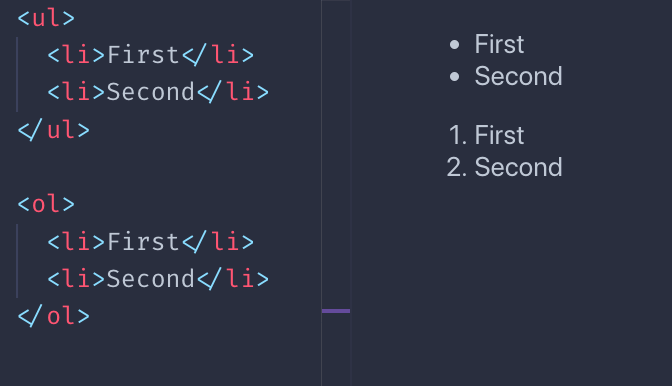 <ul>
<li>First</li>
<li>Second</li>
</ul>
<ol>
<li>First</li>
<li>Second</li>
</ol>
• First
• Second
1. First
2. Second